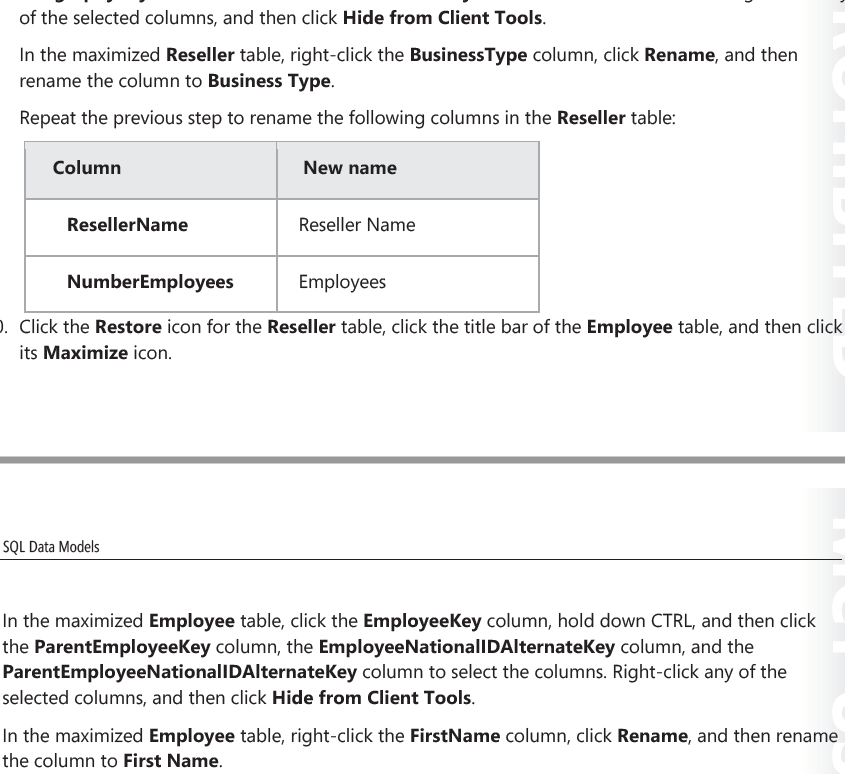 of the selected columns, and then click Hide from Client Tools.
In the maximized Reseller table, right-click the BusinessType column, click Rename, and then
rename the column to Business Type.
Repeat the previous step to rename the following columns in the Reseller table:
Column New name
ResellerName Reseller Name
NumberEmployees Employees
0. Click the Restore icon for the Reseller table, click the title bar of the Employee table, and then click
its Maximize icon.
SQL Data Models
In the maximized Employee table, click the EmployeeKey column, hold down CTRL, and then click
the ParentEmployeeKey column, the EmployeeNationalIDAlternateKey column, and the
ParentEmployeeNationalIDAlternateKey column to select the columns. Right-click any of the
selected columns, and then click Hide from Client Tools.
In the maximized Employee table, right-click the FirstName column, click Rename, and then rename
the column to First Name.